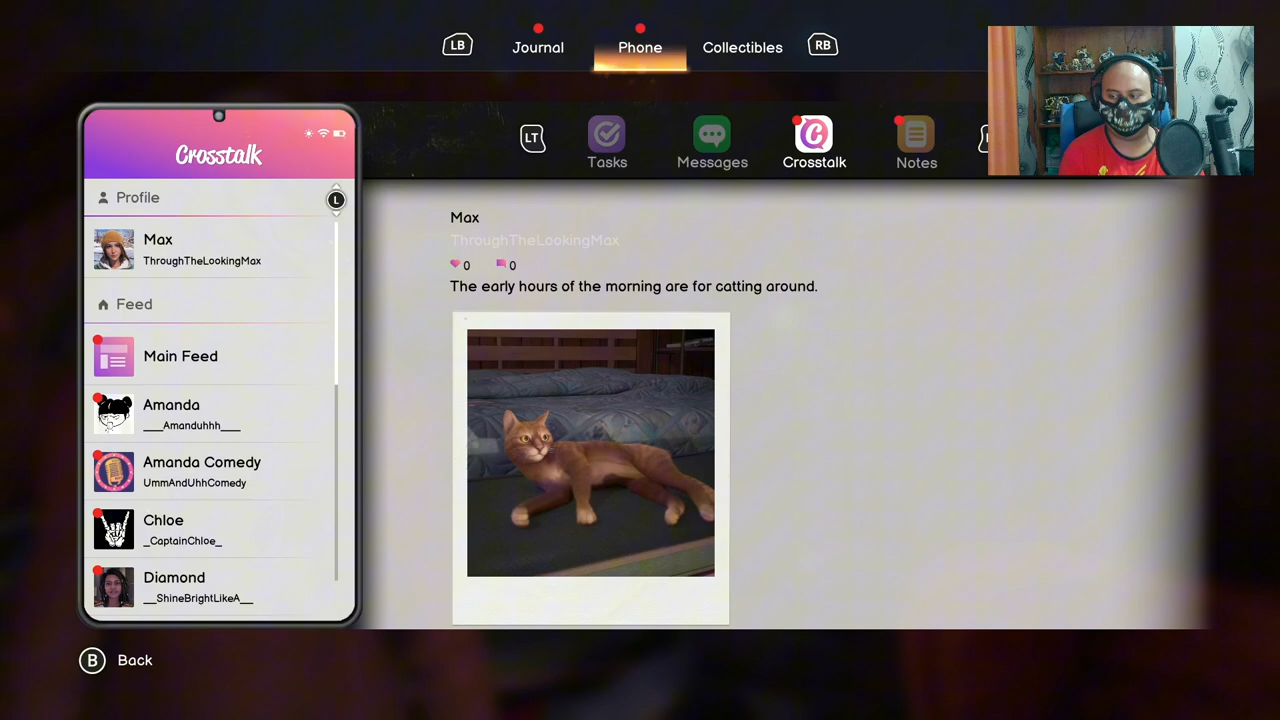 LB
Journal
Phone
Collectibles
RB
Crosstalk
Profile
L
Max
ThroughTheLookingMax
Feed
Main Feed
Amanda
___Amanduhhh___
Amanda Comedy
UmmAndUhhComedy
Chloe
_CaptainChloe_
Diamond
__ShineBrightLikeA__
LT
Tasks
Messages
Crosstalk
Notes
Max
ThroughTheLookingMax
0
0
The early hours of the morning are for catting around.
B Back